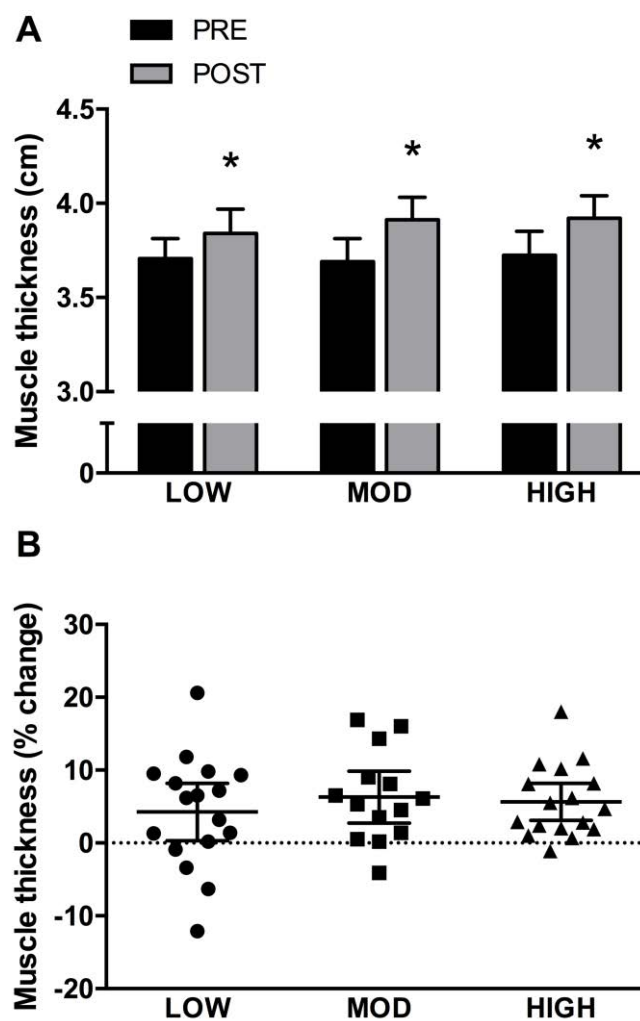 A
PRE
POST
Muscle thickness (cm)
4.5
4.0
3.5
3.0
0
* * *
LOW MOD HIGH
B
Muscle thickness (% change)
30
20
10
0
-10
-20
LOW MOD HIGH